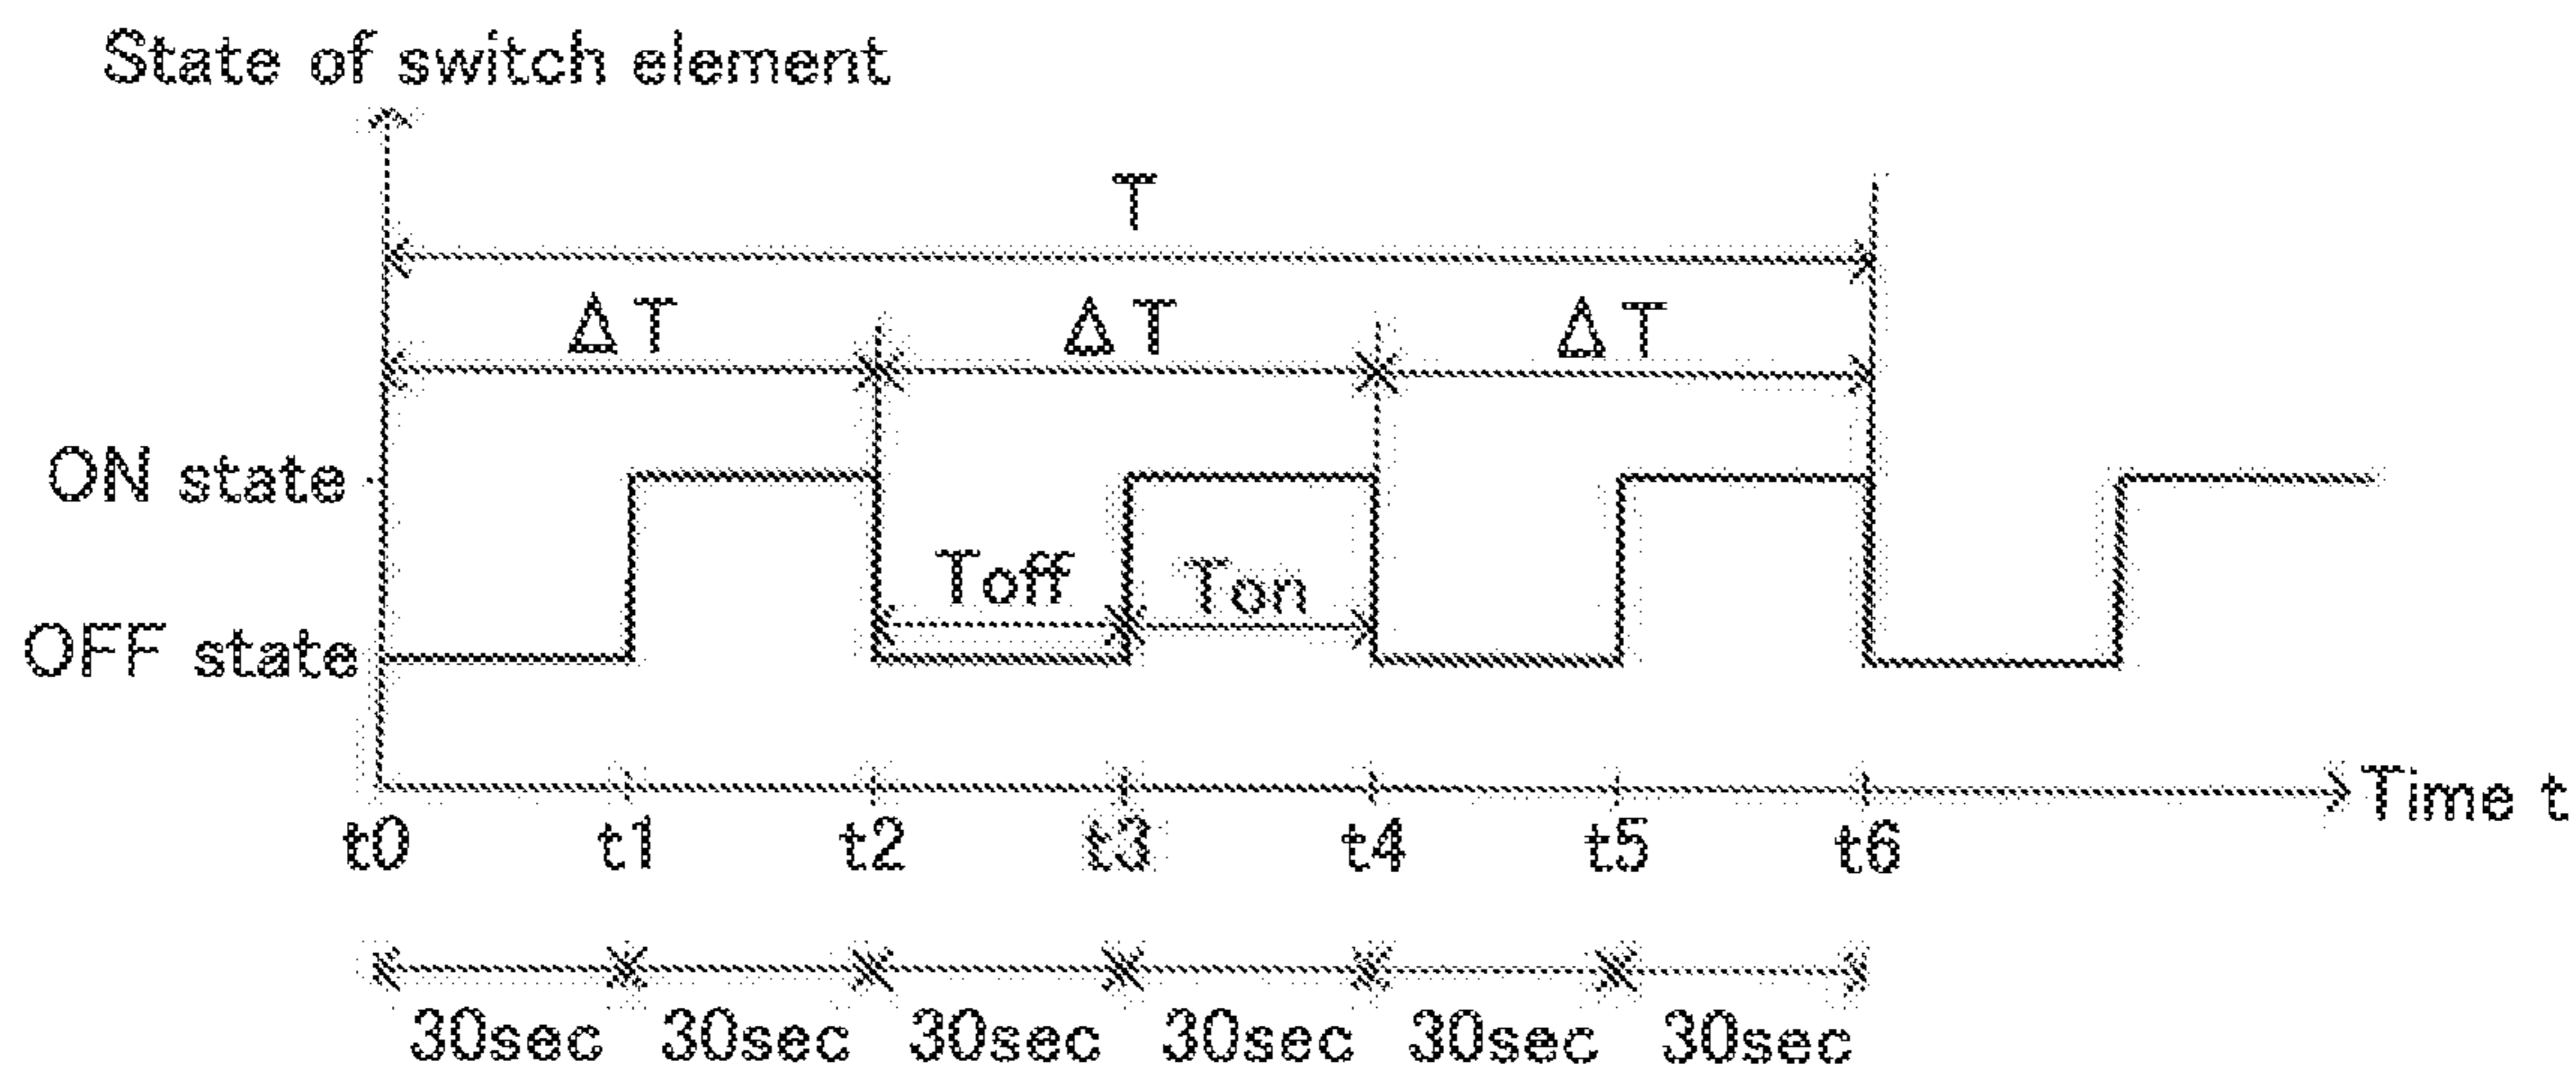 State of switch element
T
ΔT ΔT ΔT
ON state
Toff Ton
OFF state
Time t
t0 t1 t2 t3 t4 t5 t6
30sec 30sec 30sec 30sec 30sec 30sec